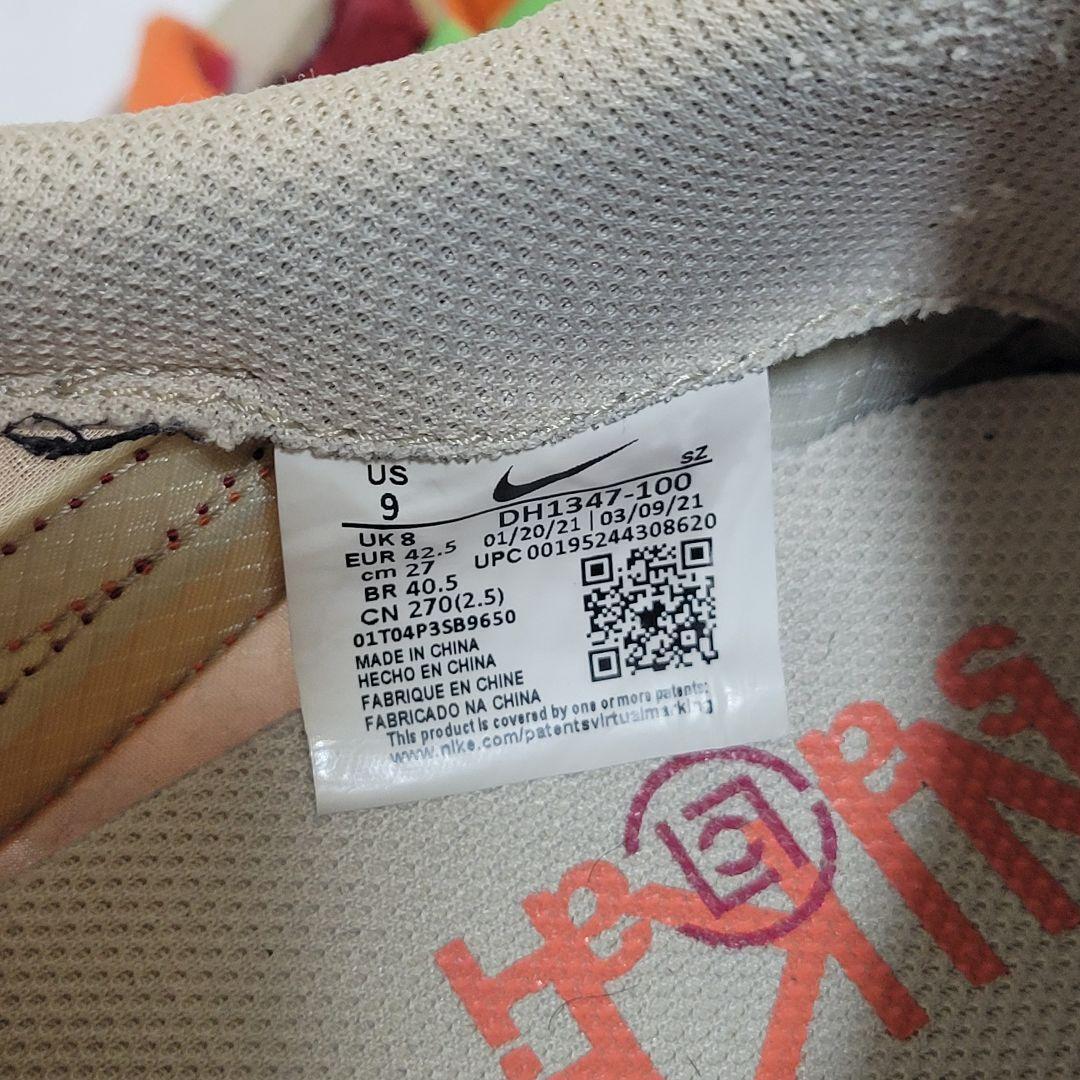 US
9
UK 8
EUR 42.5
cm 27
BR 40.5
CN 270(2.5)
01T04P3SB9650
MADE IN CHINA
HECHO EN CHINA
FABRIQUE EN CHINE
FABRICADO NA CHINA
sz
DH1347-100
01/20/21 | 03/09/21
UPC 00195244308620
This product is covered by one or more patents:
www.nike.com/patentsvirtualmarking